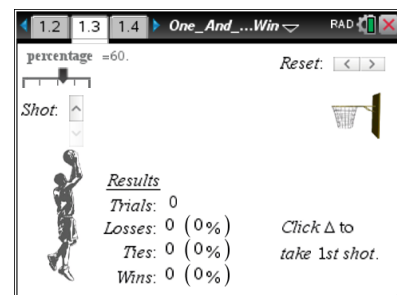 1.2 1.3 1.4 One_And_...Win RAD
percentage =60.
Reset:
Shot:
Results
Trials: 0
Losses: 0 (0%)
Ties: 0 (0%)
Wins: 0 (0%)
Click Δ to
take 1st shot.